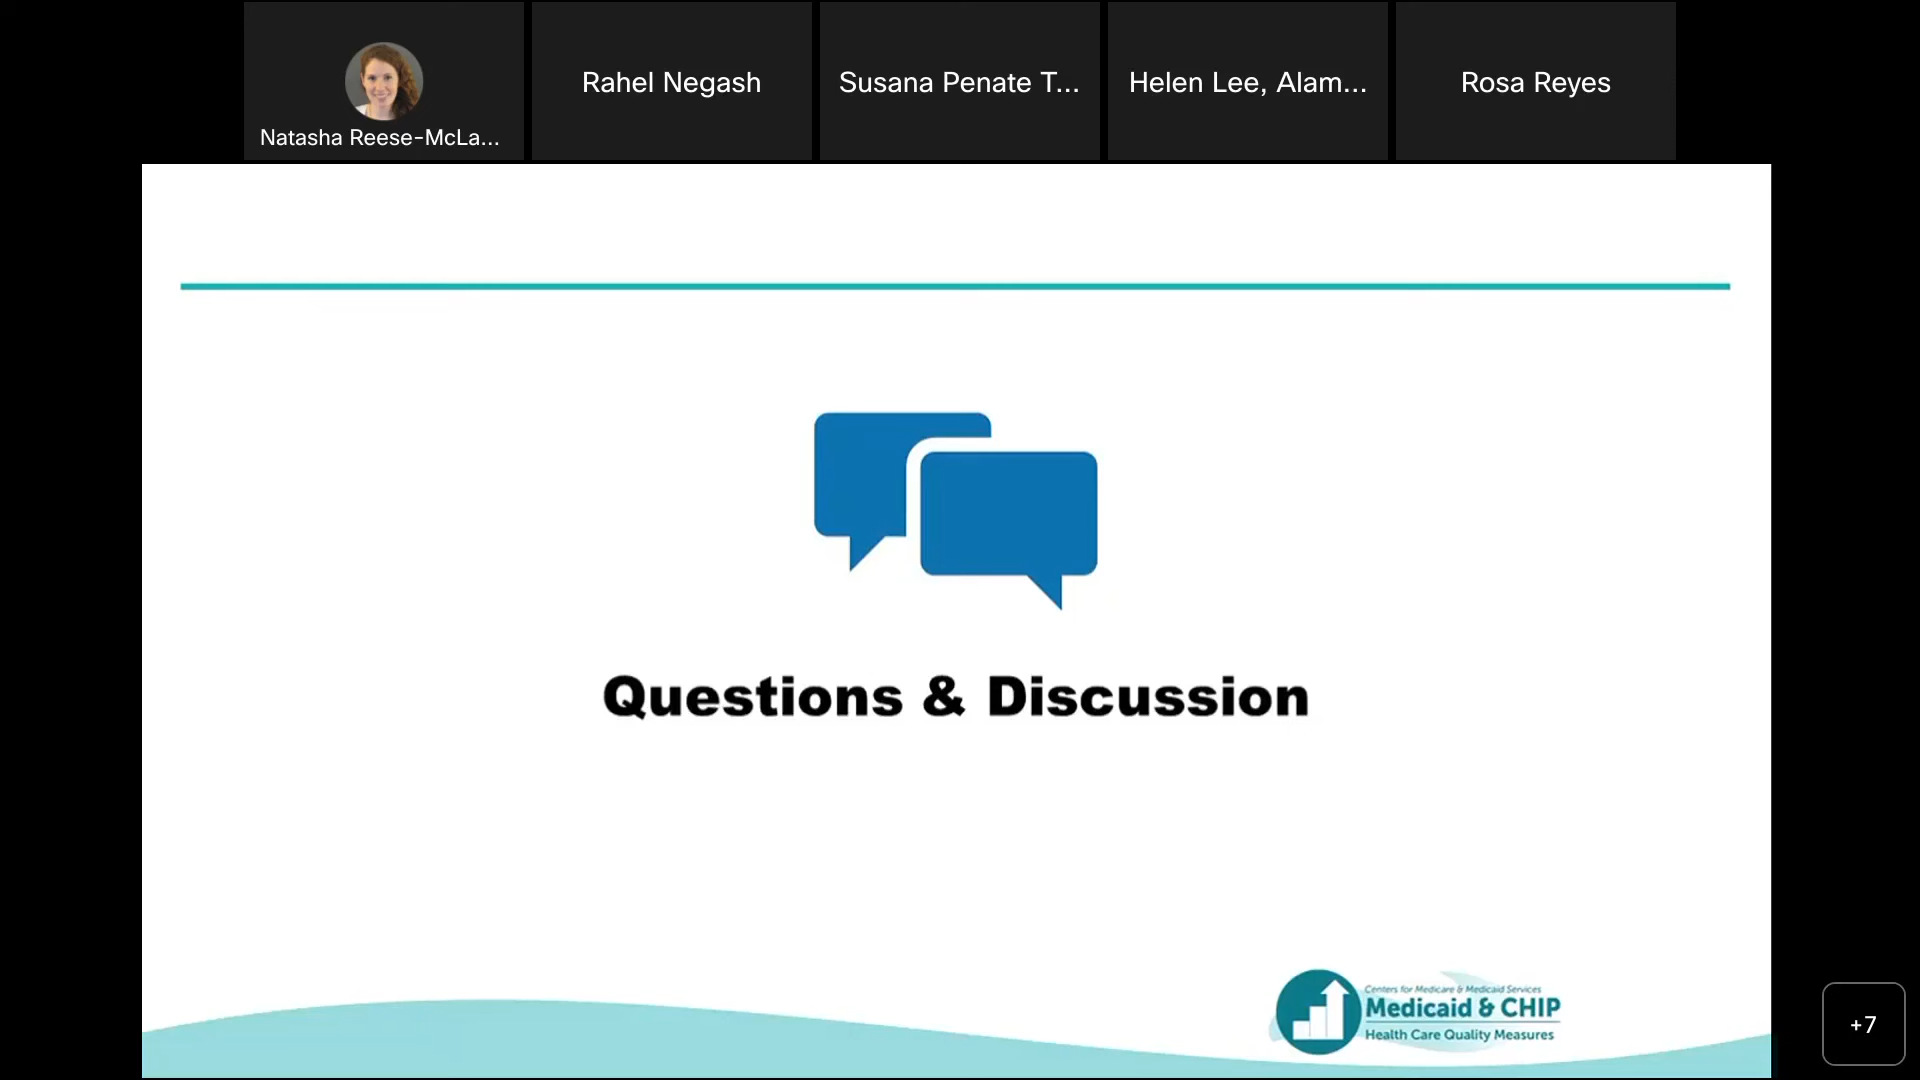 Natasha Reese-McLa...
Rahel Negash
Susana Penate T...
Helen Lee, Alam...
Rosa Reyes
Questions & Discussion
Centers for Medicare & Medicaid Services
Medicaid & CHIP
Health Care Quality Measures
+7